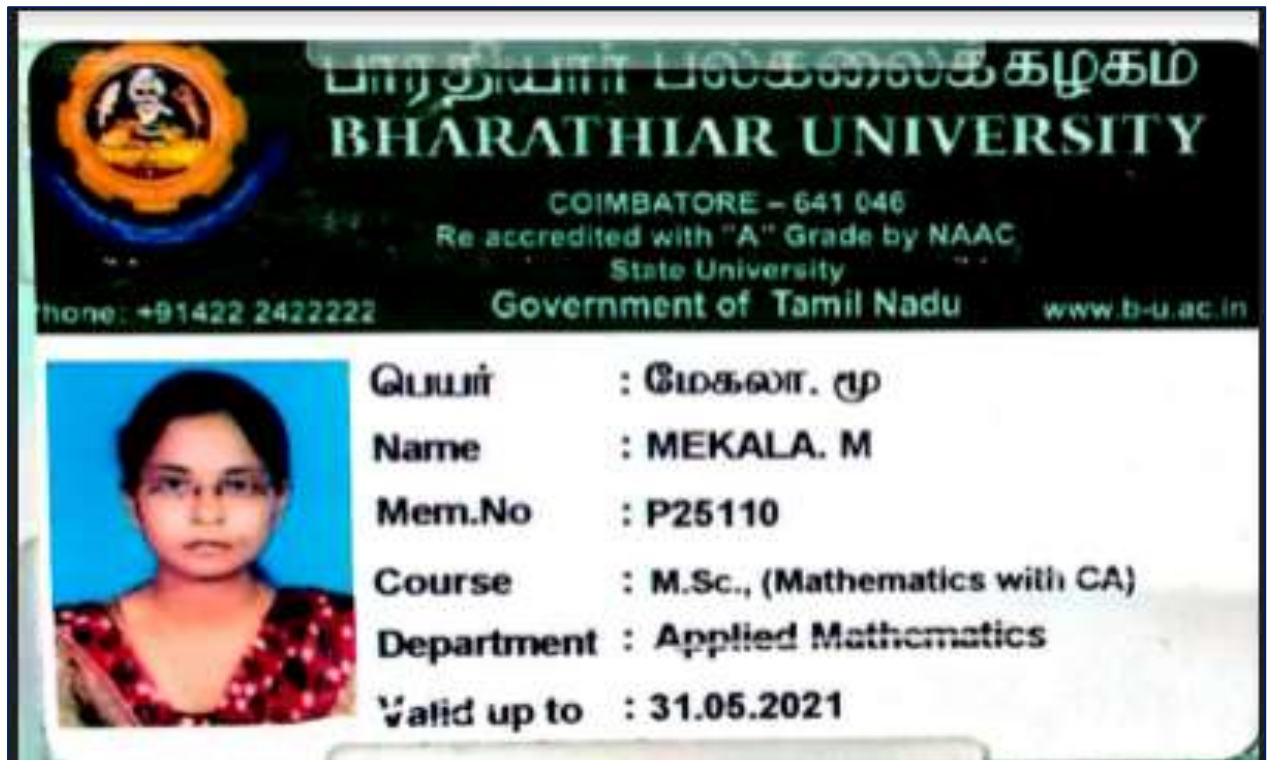 பாரதியார் பல்கலைக்கழகம்
BHARATHIAR UNIVERSITY
COIMBATORE – 641 046
Re accredited with "A" Grade by NAAC
State University
Phone: +91422 2422222 Government of Tamil Nadu www.b-u.ac.in
பெயர் : மேகலா. மு
Name : MEKALA. M
Mem.No : P25110
Course : M.Sc., (Mathematics with CA)
Department : Applied Mathematics
Valid up to : 31.05.2021